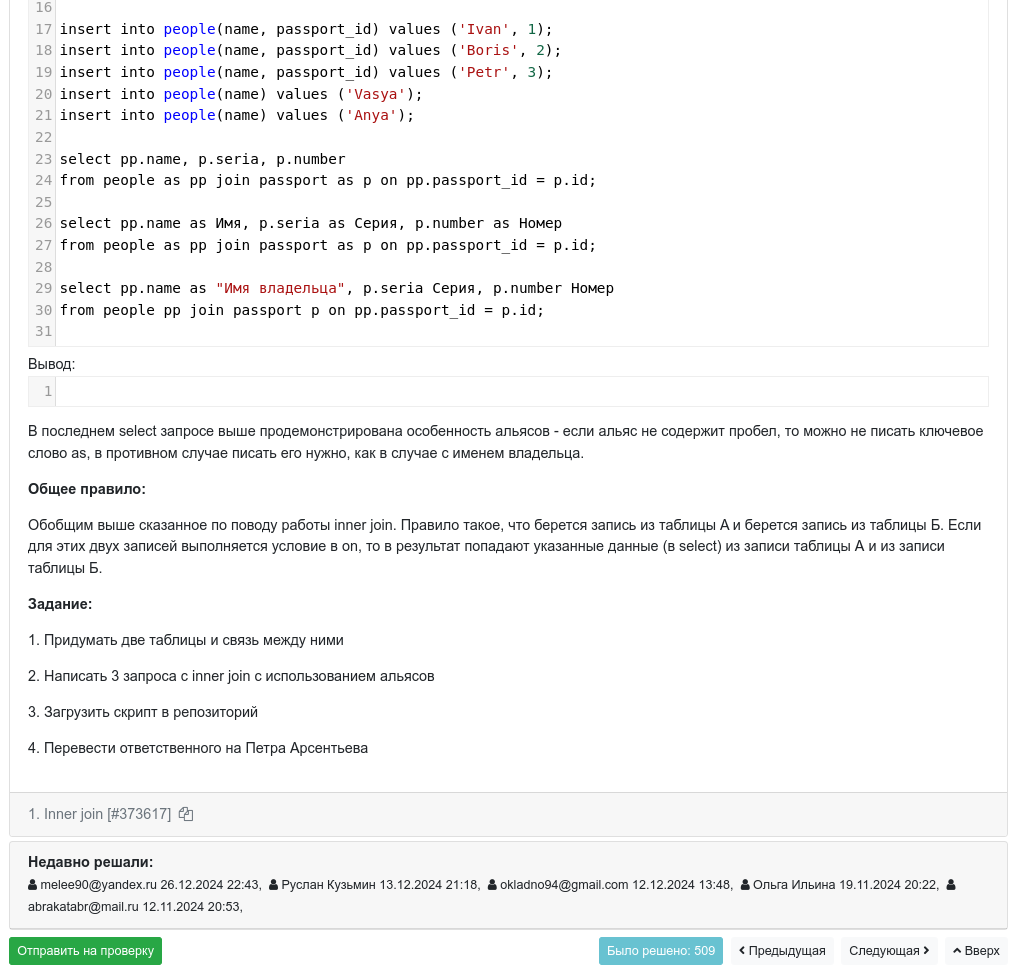 16
17 insert into people(name, passport_id) values ('Ivan', 1);
18 insert into people(name, passport_id) values ('Boris', 2);
19 insert into people(name, passport_id) values ('Petr', 3);
20 insert into people(name) values ('Vasya');
21 insert into people(name) values ('Anya');
22
23 select pp.name, p.seria, p.number
24 from people as pp join passport as p on pp.passport_id = p.id;
25
26 select pp.name as Имя, p.seria as Серия, p.number as Номер
27 from people as pp join passport as p on pp.passport_id = p.id;
28
29 select pp.name as "Имя владельца", p.seria Серия, p.number Номер
30 from people pp join passport p on pp.passport_id = p.id;
31
Вывод:
1
В последнем select запросе выше продемонстрирована особенность альясов - если альяс не содержит пробел, то можно не писать ключевое
слово as, в противном случае писать его нужно, как в случае с именем владельца.
Общее правило:
Обобщим выше сказанное по поводу работы inner join. Правило такое, что берется запись из таблицы А и берется запись из таблицы Б. Если
для этих двух записей выполняется условие в on, то в результат попадают указанные данные (в select) из записи таблицы А и из записи
таблицы Б.
Задание:
1. Придумать две таблицы и связь между ними
2. Написать 3 запроса с inner join с использованием альясов
3. Загрузить скрипт в репозиторий
4. Перевести ответственного на Петра Арсентьева
1. Inner join [#373617]
Недавно решали:
melee90@yandex.ru 26.12.2024 22:43, Руслан Кузьмин 13.12.2024 21:18, okladno94@gmail.com 12.12.2024 13:48, Ольга Ильина 19.11.2024 20:22,
abrakatabr@mail.ru 12.11.2024 20:53,
Отправить на проверку Было решено: 509 Предыдущая Следующая Вверх